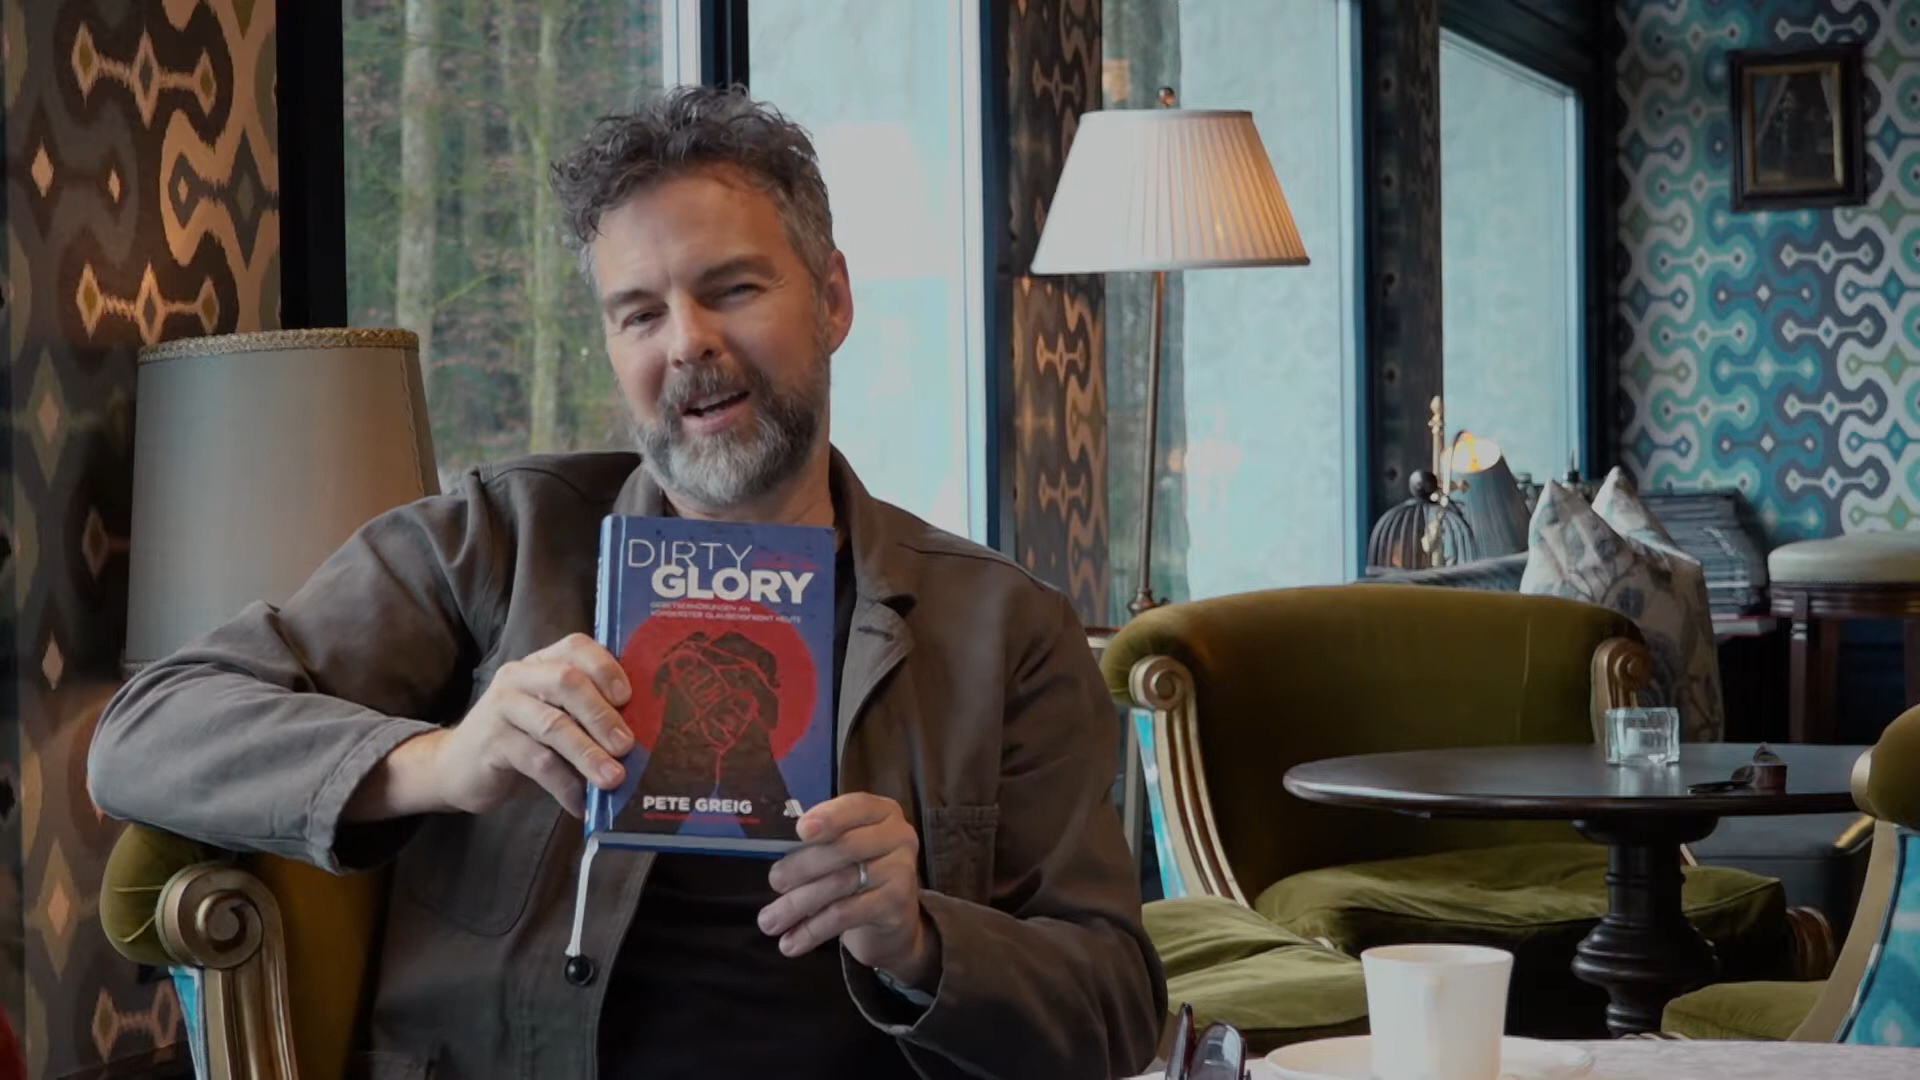 DIRTY
GLORY
GEBETSERHÖRUNGEN AN
VORDERSTER GLAUBENSFRONT HEUTE
PETE GREIG